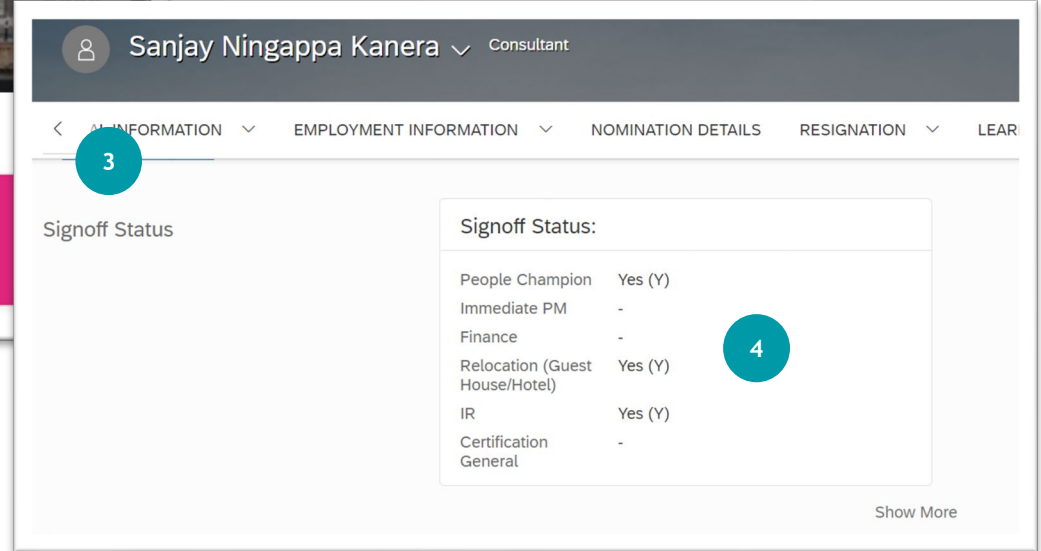 Sanjay Ningappa Kanera Consultant
INFORMATION EMPLOYMENT INFORMATION NOMINATION DETAILS RESIGNATION
3
Signoff Status
Signoff Status:
People Champion Yes (Y)
Immediate PM -
Finance -
4
Relocation (Guest Yes (Y)
House/Hotel)
IR Yes (Y)
Certification -
General
Show More